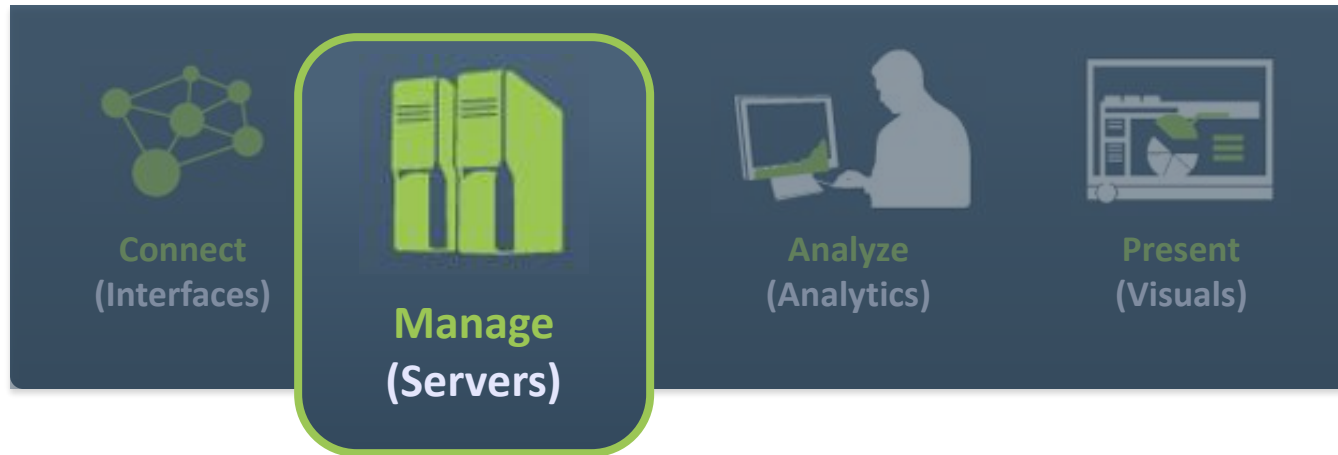 Connect
(Interfaces)
Manage
(Servers)
Analyze
(Analytics)
Present
(Visuals)